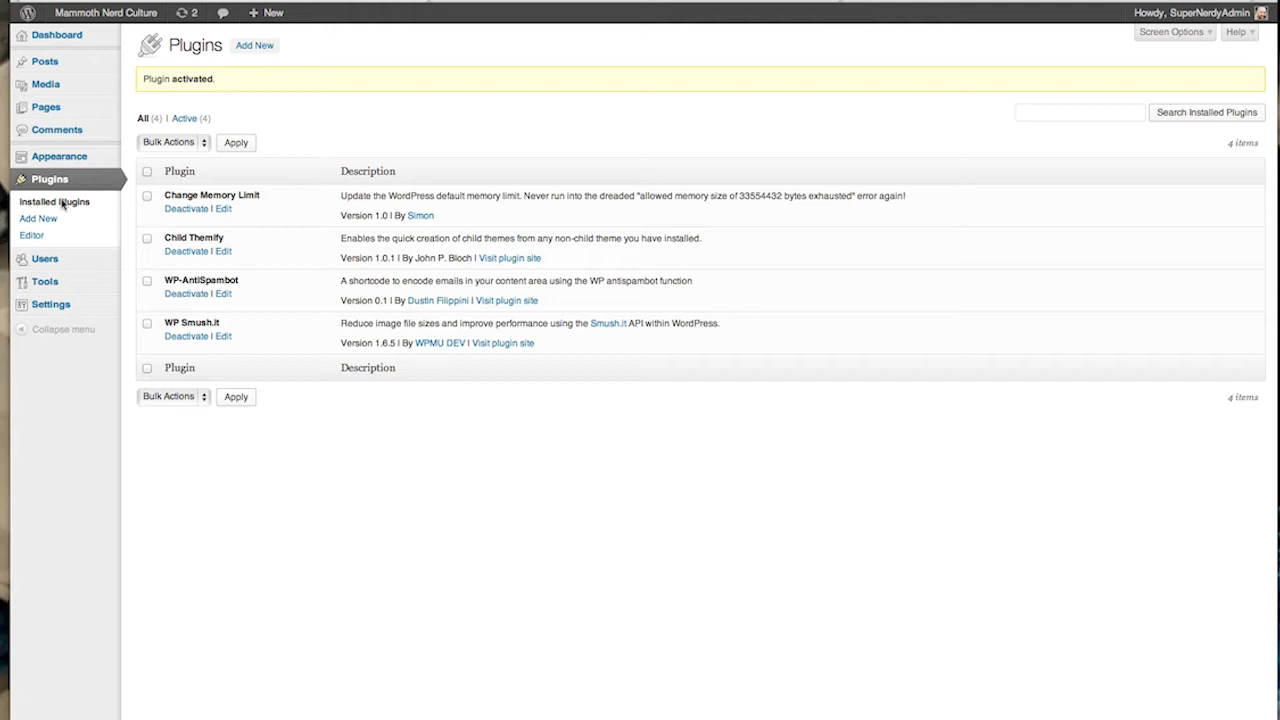 Mammoth Nerd Culture 2 + New Howdy, SuperNerdyAdmin
Dashboard
Posts
Media
Pages
Comments
Appearance
Plugins
Installed Plugins
Add New
Editor
Users
Tools
Settings
Collapse menu
Screen Options Help
Plugins Add New
Plugin activated.
All (4) | Active (4)
Search Installed Plugins
Bulk Actions Apply 4 items
Plugin Description
Change Memory Limit Update the WordPress default memory limit. Never run into the dreaded "allowed memory size of 33554432 bytes exhausted" error again!
Deactivate | Edit Version 1.0 | By Simon
Child Themify Enables the quick creation of child themes from any non-child theme you have installed.
Deactivate | Edit Version 1.0.1 | By John P. Bloch | Visit plugin site
WP-AntiSpambot A shortcode to encode emails in your content area using the WP antispambot function
Deactivate | Edit Version 0.1 | By Dustin Filippini | Visit plugin site
WP Smush.it Reduce image file sizes and improve performance using the Smush.it API within WordPress.
Deactivate | Edit Version 1.6.5 | By WPMU DEV | Visit plugin site
Plugin Description
Bulk Actions Apply 4 items